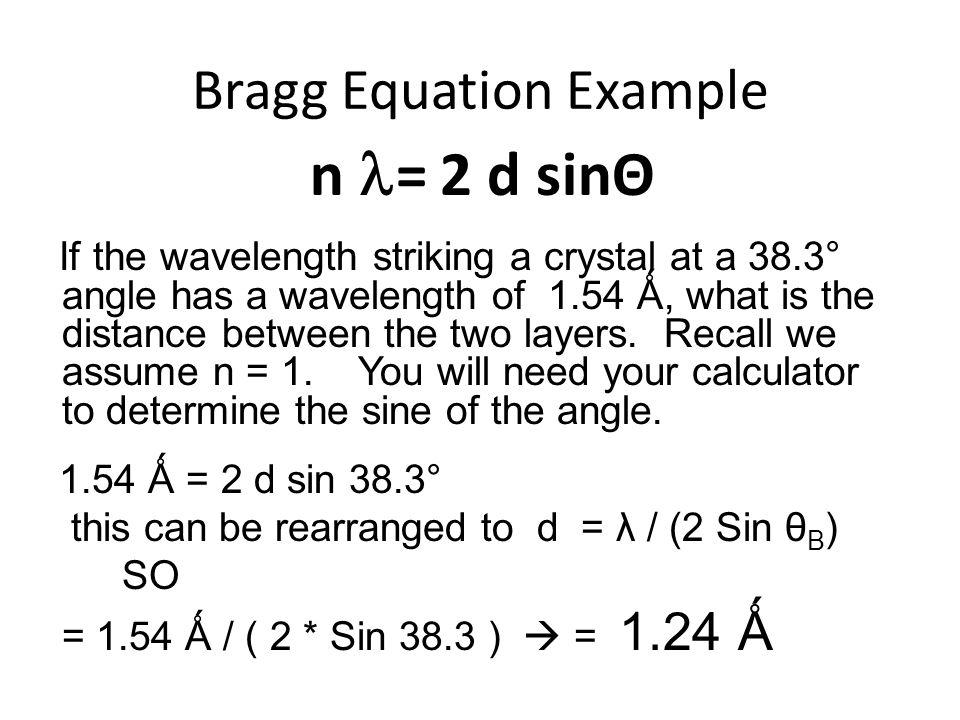 Bragg Equation Example
n λ= 2 d sinΘ
If the wavelength striking a crystal at a 38.3°
angle has a wavelength of 1.54 Ǻ, what is the
distance between the two layers. Recall we
assume n = 1. You will need your calculator
to determine the sine of the angle.
1.54 Ǻ = 2 d sin 38.3°
this can be rearranged to d = λ / (2 Sin θB)
SO
= 1.54 Ǻ / ( 2 * Sin 38.3 ) → = 1.24 Ǻ